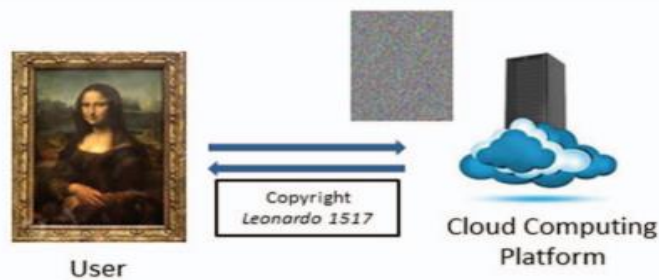 Copyright
Leonardo 1517
Cloud Computing
Platform
User